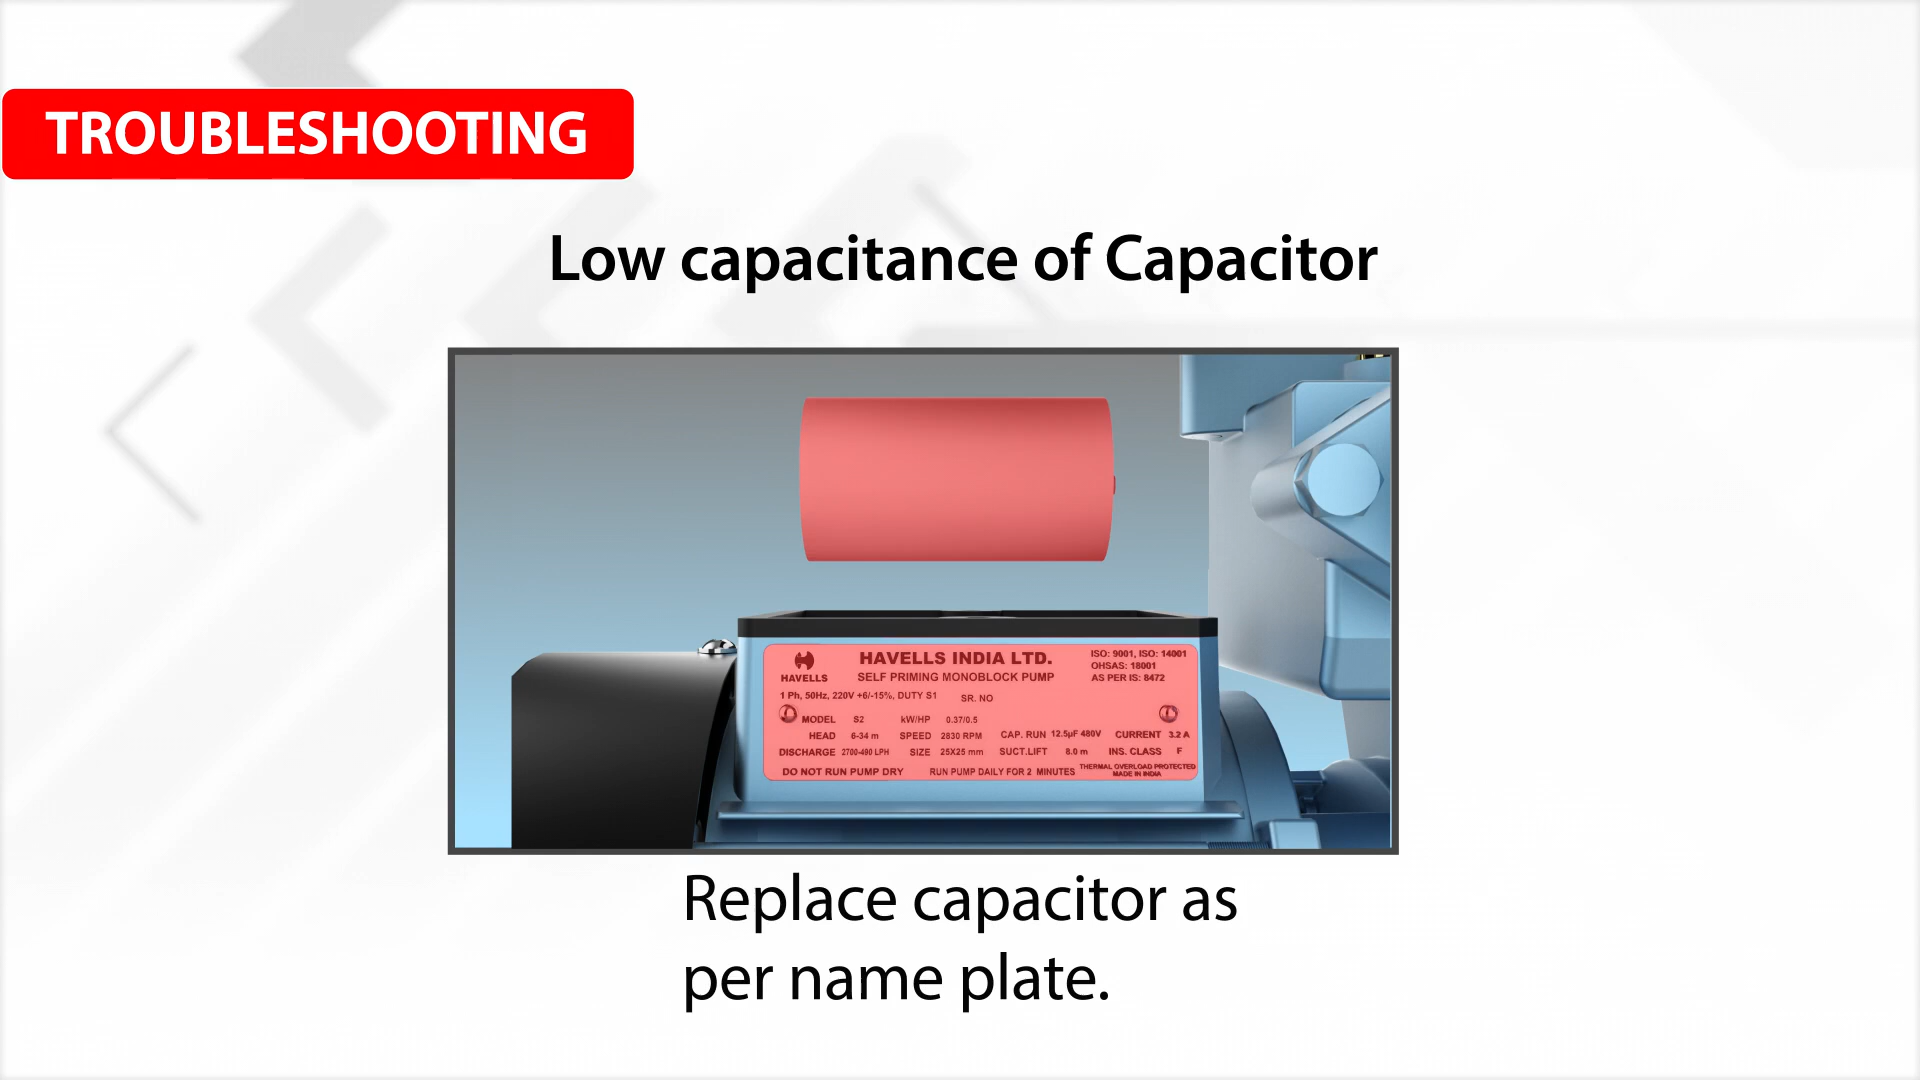 TROUBLESHOOTING
Low capacitance of Capacitor
HAVELLS
HAVELLS INDIA LTD.
SELF PRIMING MONOBLOCK PUMP
ISO: 9001, ISO: 14001
OHSAS: 18001
AS PER IS: 8472
1 Ph, 50Hz, 220V +6/-15%, DUTY S1 SR. NO
MODEL S2 kW/HP 0.37/0.5
HEAD 6-34 m SPEED 2830 RPM CAP. RUN 12.5µF 480V CURRENT 3.2 A
DISCHARGE 2700-490 LPH SIZE 25X25 mm SUCT.LIFT 8.0 m INS. CLASS F
DO NOT RUN PUMP DRY RUN PUMP DAILY FOR 2 MINUTES THERMAL OVERLOAD PROTECTED
MADE IN INDIA
Replace capacitor as
per name plate.